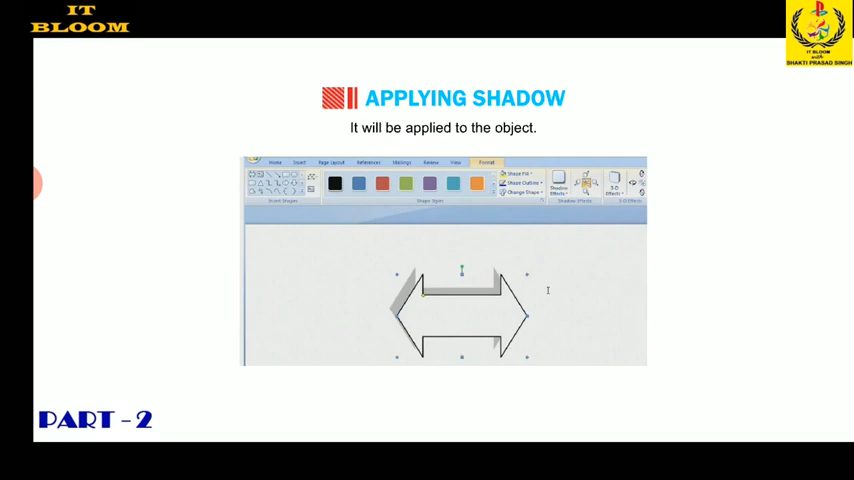 IT
BLOOM
IT BLOOM
with
SHAKTI PRASAD SINGH
APPLYING SHADOW
It will be applied to the object.
Home Insert Page Layout References Mailings Review View Format
Shape Fill
Shape Outline
Change Shape
Shadow
Effects
3-D
Effects
Insert Shapes Shape Styles Shadow Effects 3-D Effects
PART - 2